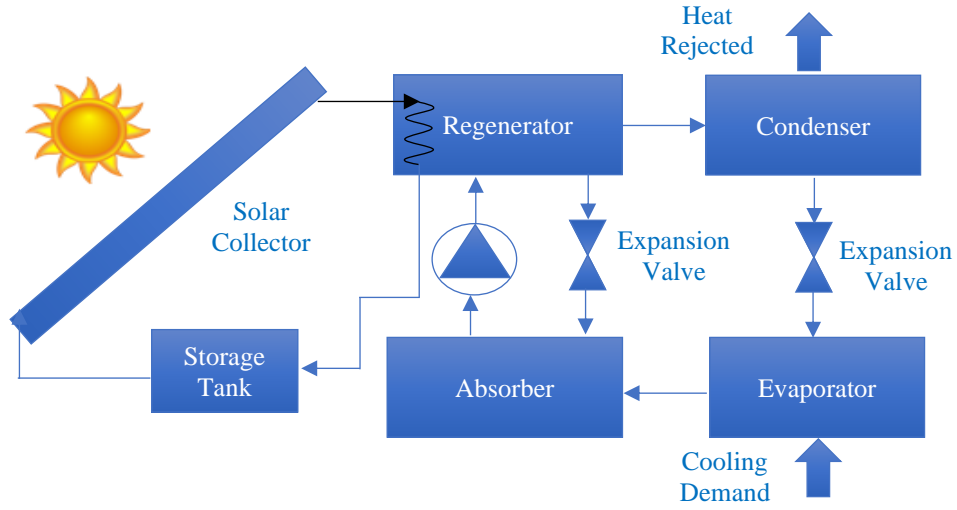 Heat
Rejected
Regenerator
Condenser
Solar
Collector
Expansion
Valve
Expansion
Valve
Storage
Tank
Absorber
Evaporator
Cooling
Demand